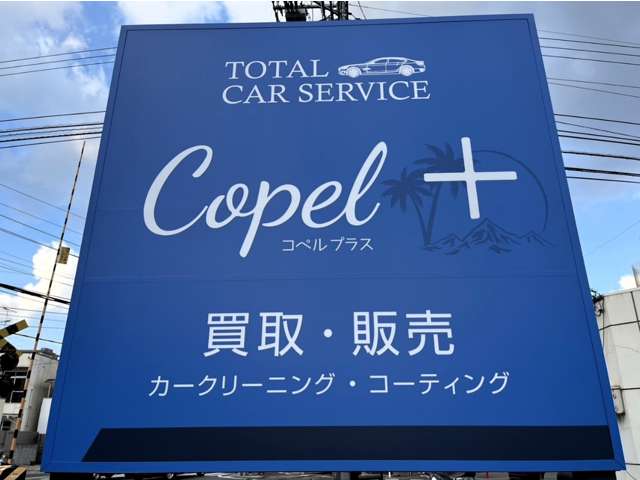 TOTAL
CAR SERVICE
Copel +
コペルプラス
買取・販売
カークリーニング・コーティング